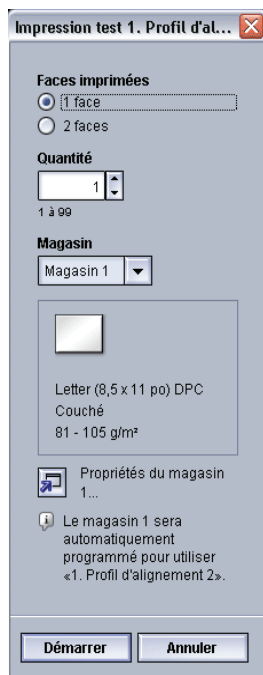 Impression test 1. Profil d'al...
Faces imprimées
1 face
2 faces
Quantité
1
1 à 99
Magasin
Magasin 1
Letter (8,5 x 11 po) DPC
Couché
81 - 105 g/m²
Propriétés du magasin
1...
Le magasin 1 sera
automatiquement
programmé pour utiliser
«1. Profil d'alignement 2».
Démarrer Annuler